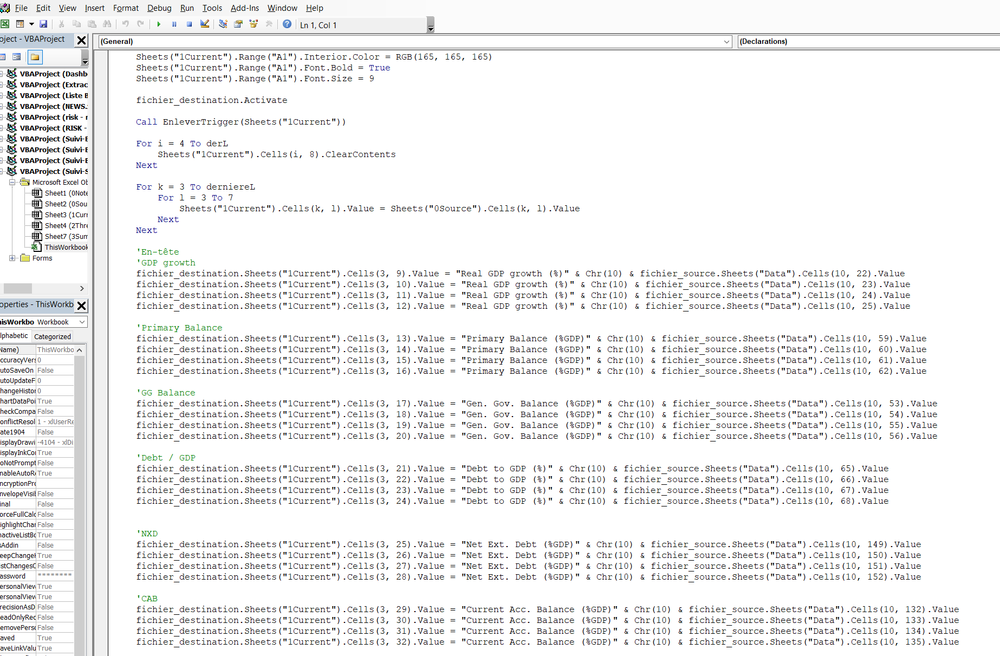 File Edit View Insert Format Debug Run Tools Add-Ins Window Help
Ln 1, Col 1
oject - VBAProject
(General) (Declarations)
VBAProject (Dashb
VBAProject (Extrac
VBAProject (Liste B
VBAProject (NEWS.
VBAProject (risk - r
VBAProject (RISK -
VBAProject (Suivi-E
VBAProject (Suivi-E
VBAProject (Suivi-E
VBAProject (Suivi-S
Microsoft Excel Ob
Sheet1 (0Note
Sheet2 (0Sou
Sheet3 (1Curr
Sheet4 (2Thre
Sheet7 (3Sum
ThisWorkbook
Forms
operties - ThisWorkb
hisWorkbo Workbook
lphabetic Categorized
Name) ThisWorkbo
ccuracyVers 0
utoSaveOn False
utoUpdateF 0
hangeHistor 0
hartDataPoi True
heckCompa False
onflictResol 1 - xlUserRe
ate1904 False
isplayDrawi -4104 - xlDi
isplayInkCor True
oNotPrompt False
nableAutoR True
ncryptionPr
nvelopeVisib False
inal False
orceFullCalc False
ighlightChar False
nactiveListBo True
sAddin False
eepChangeH True
istChangesO False
assword ********
ersonalView True
ersonalView True
recisionAsD False
eadOnlyRec False
emovePers False
aved True
aveLinkValu True
Sheets("1Current").Range("A1").Interior.Color = RGB(165, 165, 165)
Sheets("1Current").Range("A1").Font.Bold = True
Sheets("1Current").Range("A1").Font.Size = 9
fichier_destination.Activate
Call EnleverTrigger(Sheets("1Current"))
For i = 4 To derL
Sheets("1Current").Cells(i, 8).ClearContents
Next
For k = 3 To derniereL
For l = 3 To 7
Sheets("1Current").Cells(k, l).Value = Sheets("0Source").Cells(k, l).Value
Next
Next
'En-tête
'GDP growth
fichier_destination.Sheets("1Current").Cells(3, 9).Value = "Real GDP growth (%)" & Chr(10) & fichier_source.Sheets("Data").Cells(10, 22).Value
fichier_destination.Sheets("1Current").Cells(3, 10).Value = "Real GDP growth (%)" & Chr(10) & fichier_source.Sheets("Data").Cells(10, 23).Value
fichier_destination.Sheets("1Current").Cells(3, 11).Value = "Real GDP growth (%)" & Chr(10) & fichier_source.Sheets("Data").Cells(10, 24).Value
fichier_destination.Sheets("1Current").Cells(3, 12).Value = "Real GDP growth (%)" & Chr(10) & fichier_source.Sheets("Data").Cells(10, 25).Value
'Primary Balance
fichier_destination.Sheets("1Current").Cells(3, 13).Value = "Primary Balance (%GDP)" & Chr(10) & fichier_source.Sheets("Data").Cells(10, 59).Value
fichier_destination.Sheets("1Current").Cells(3, 14).Value = "Primary Balance (%GDP)" & Chr(10) & fichier_source.Sheets("Data").Cells(10, 60).Value
fichier_destination.Sheets("1Current").Cells(3, 15).Value = "Primary Balance (%GDP)" & Chr(10) & fichier_source.Sheets("Data").Cells(10, 61).Value
fichier_destination.Sheets("1Current").Cells(3, 16).Value = "Primary Balance (%GDP)" & Chr(10) & fichier_source.Sheets("Data").Cells(10, 62).Value
'GG Balance
fichier_destination.Sheets("1Current").Cells(3, 17).Value = "Gen. Gov. Balance (%GDP)" & Chr(10) & fichier_source.Sheets("Data").Cells(10, 53).Value
fichier_destination.Sheets("1Current").Cells(3, 18).Value = "Gen. Gov. Balance (%GDP)" & Chr(10) & fichier_source.Sheets("Data").Cells(10, 54).Value
fichier_destination.Sheets("1Current").Cells(3, 19).Value = "Gen. Gov. Balance (%GDP)" & Chr(10) & fichier_source.Sheets("Data").Cells(10, 55).Value
fichier_destination.Sheets("1Current").Cells(3, 20).Value = "Gen. Gov. Balance (%GDP)" & Chr(10) & fichier_source.Sheets("Data").Cells(10, 56).Value
'Debt / GDP
fichier_destination.Sheets("1Current").Cells(3, 21).Value = "Debt to GDP (%)" & Chr(10) & fichier_source.Sheets("Data").Cells(10, 65).Value
fichier_destination.Sheets("1Current").Cells(3, 22).Value = "Debt to GDP (%)" & Chr(10) & fichier_source.Sheets("Data").Cells(10, 66).Value
fichier_destination.Sheets("1Current").Cells(3, 23).Value = "Debt to GDP (%)" & Chr(10) & fichier_source.Sheets("Data").Cells(10, 67).Value
fichier_destination.Sheets("1Current").Cells(3, 24).Value = "Debt to GDP (%)" & Chr(10) & fichier_source.Sheets("Data").Cells(10, 68).Value
'NXD
fichier_destination.Sheets("1Current").Cells(3, 25).Value = "Net Ext. Debt (%GDP)" & Chr(10) & fichier_source.Sheets("Data").Cells(10, 149).Value
fichier_destination.Sheets("1Current").Cells(3, 26).Value = "Net Ext. Debt (%GDP)" & Chr(10) & fichier_source.Sheets("Data").Cells(10, 150).Value
fichier_destination.Sheets("1Current").Cells(3, 27).Value = "Net Ext. Debt (%GDP)" & Chr(10) & fichier_source.Sheets("Data").Cells(10, 151).Value
fichier_destination.Sheets("1Current").Cells(3, 28).Value = "Net Ext. Debt (%GDP)" & Chr(10) & fichier_source.Sheets("Data").Cells(10, 152).Value
'CAB
fichier_destination.Sheets("1Current").Cells(3, 29).Value = "Current Acc. Balance (%GDP)" & Chr(10) & fichier_source.Sheets("Data").Cells(10, 132).Value
fichier_destination.Sheets("1Current").Cells(3, 30).Value = "Current Acc. Balance (%GDP)" & Chr(10) & fichier_source.Sheets("Data").Cells(10, 133).Value
fichier_destination.Sheets("1Current").Cells(3, 31).Value = "Current Acc. Balance (%GDP)" & Chr(10) & fichier_source.Sheets("Data").Cells(10, 134).Value
fichier_destination.Sheets("1Current").Cells(3, 32).Value = "Current Acc. Balance (%GDP)" & Chr(10) & fichier_source.Sheets("Data").Cells(10, 135).Value